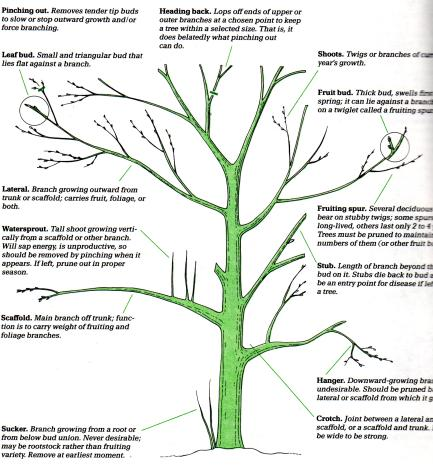 Pinching out. Removes tender tip buds
to slow or stop outward growth and/or
force branching.
Heading back. Lops off ends of upper or
outer branches at a chosen point to keep
a tree within a selected size. That is, it
does belatedly what pinching out
can do.
Leaf bud. Small and triangular bud that
lies flat against a branch.
Shoots. Twigs or branches of
year's growth.
Fruit bud. Thick bud, swells
spring; it can lie against a
on a twiglet called a fruiting
Lateral. Branch growing outward from
trunk or scaffold; carries fruit, foliage, or
both.
Watersprout. Tall shoot growing verti-
cally from a scaffold or other branch.
Will sap energy, is unproductive, so
should be removed by pinching when it
appears. If left, prune out in proper
season.
Fruiting spur. Several deciduous
bear on stubby twigs; some
long-lived, others last only 2 to 4
Trees must be pruned to
numbers of them (or other fruit
Stub. Length of branch beyond
bud on it. Stubs die back to bud
be an entry point for disease if
a tree.
Scaffold. Main branch off trunk; func-
tion is to carry weight of fruiting and
foliage branches.
Hanger. Downward-growing
undesirable. Should be pruned
lateral or scaffold from which it
Crotch. Joint between a lateral
scaffold, or a scaffold and trunk.
be wide to be strong.
Sucker. Branch growing from a root or
from below bud union. Never desirable;
may be rootstock rather than fruiting
variety. Remove at earliest moment.